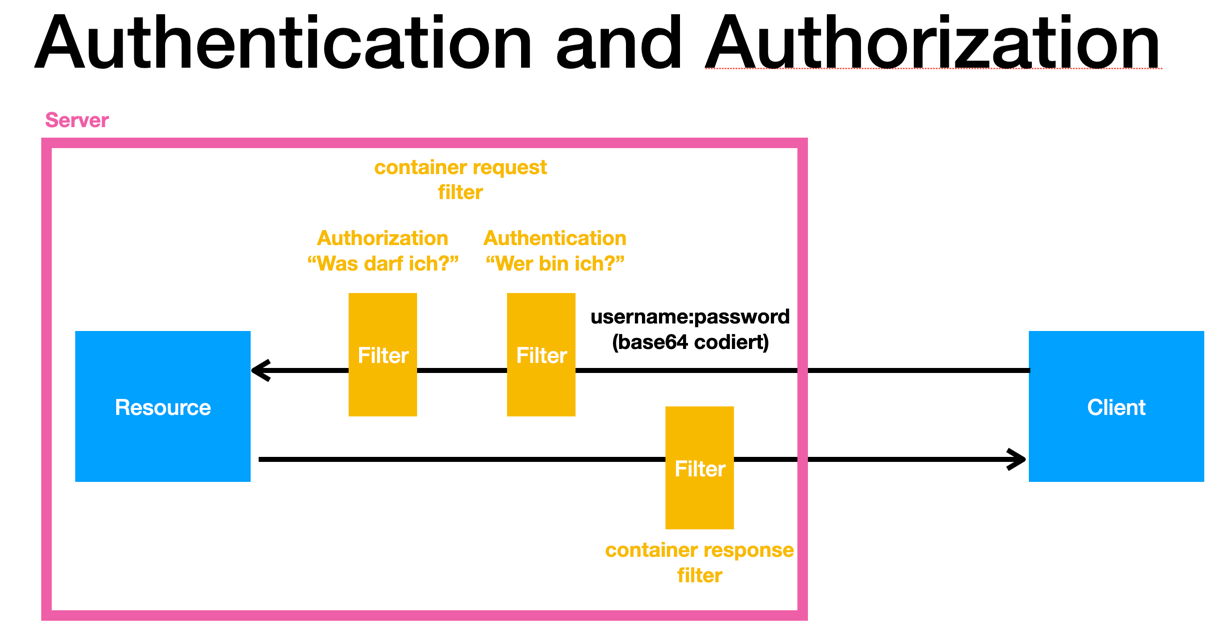 Authentication and Authorization
Server
container request
filter
Authorization
“Was darf ich?”
Authentication
“Wer bin ich?”
username:password
(base64 codiert)
Filter
Filter
Resource
Client
Filter
container response
filter